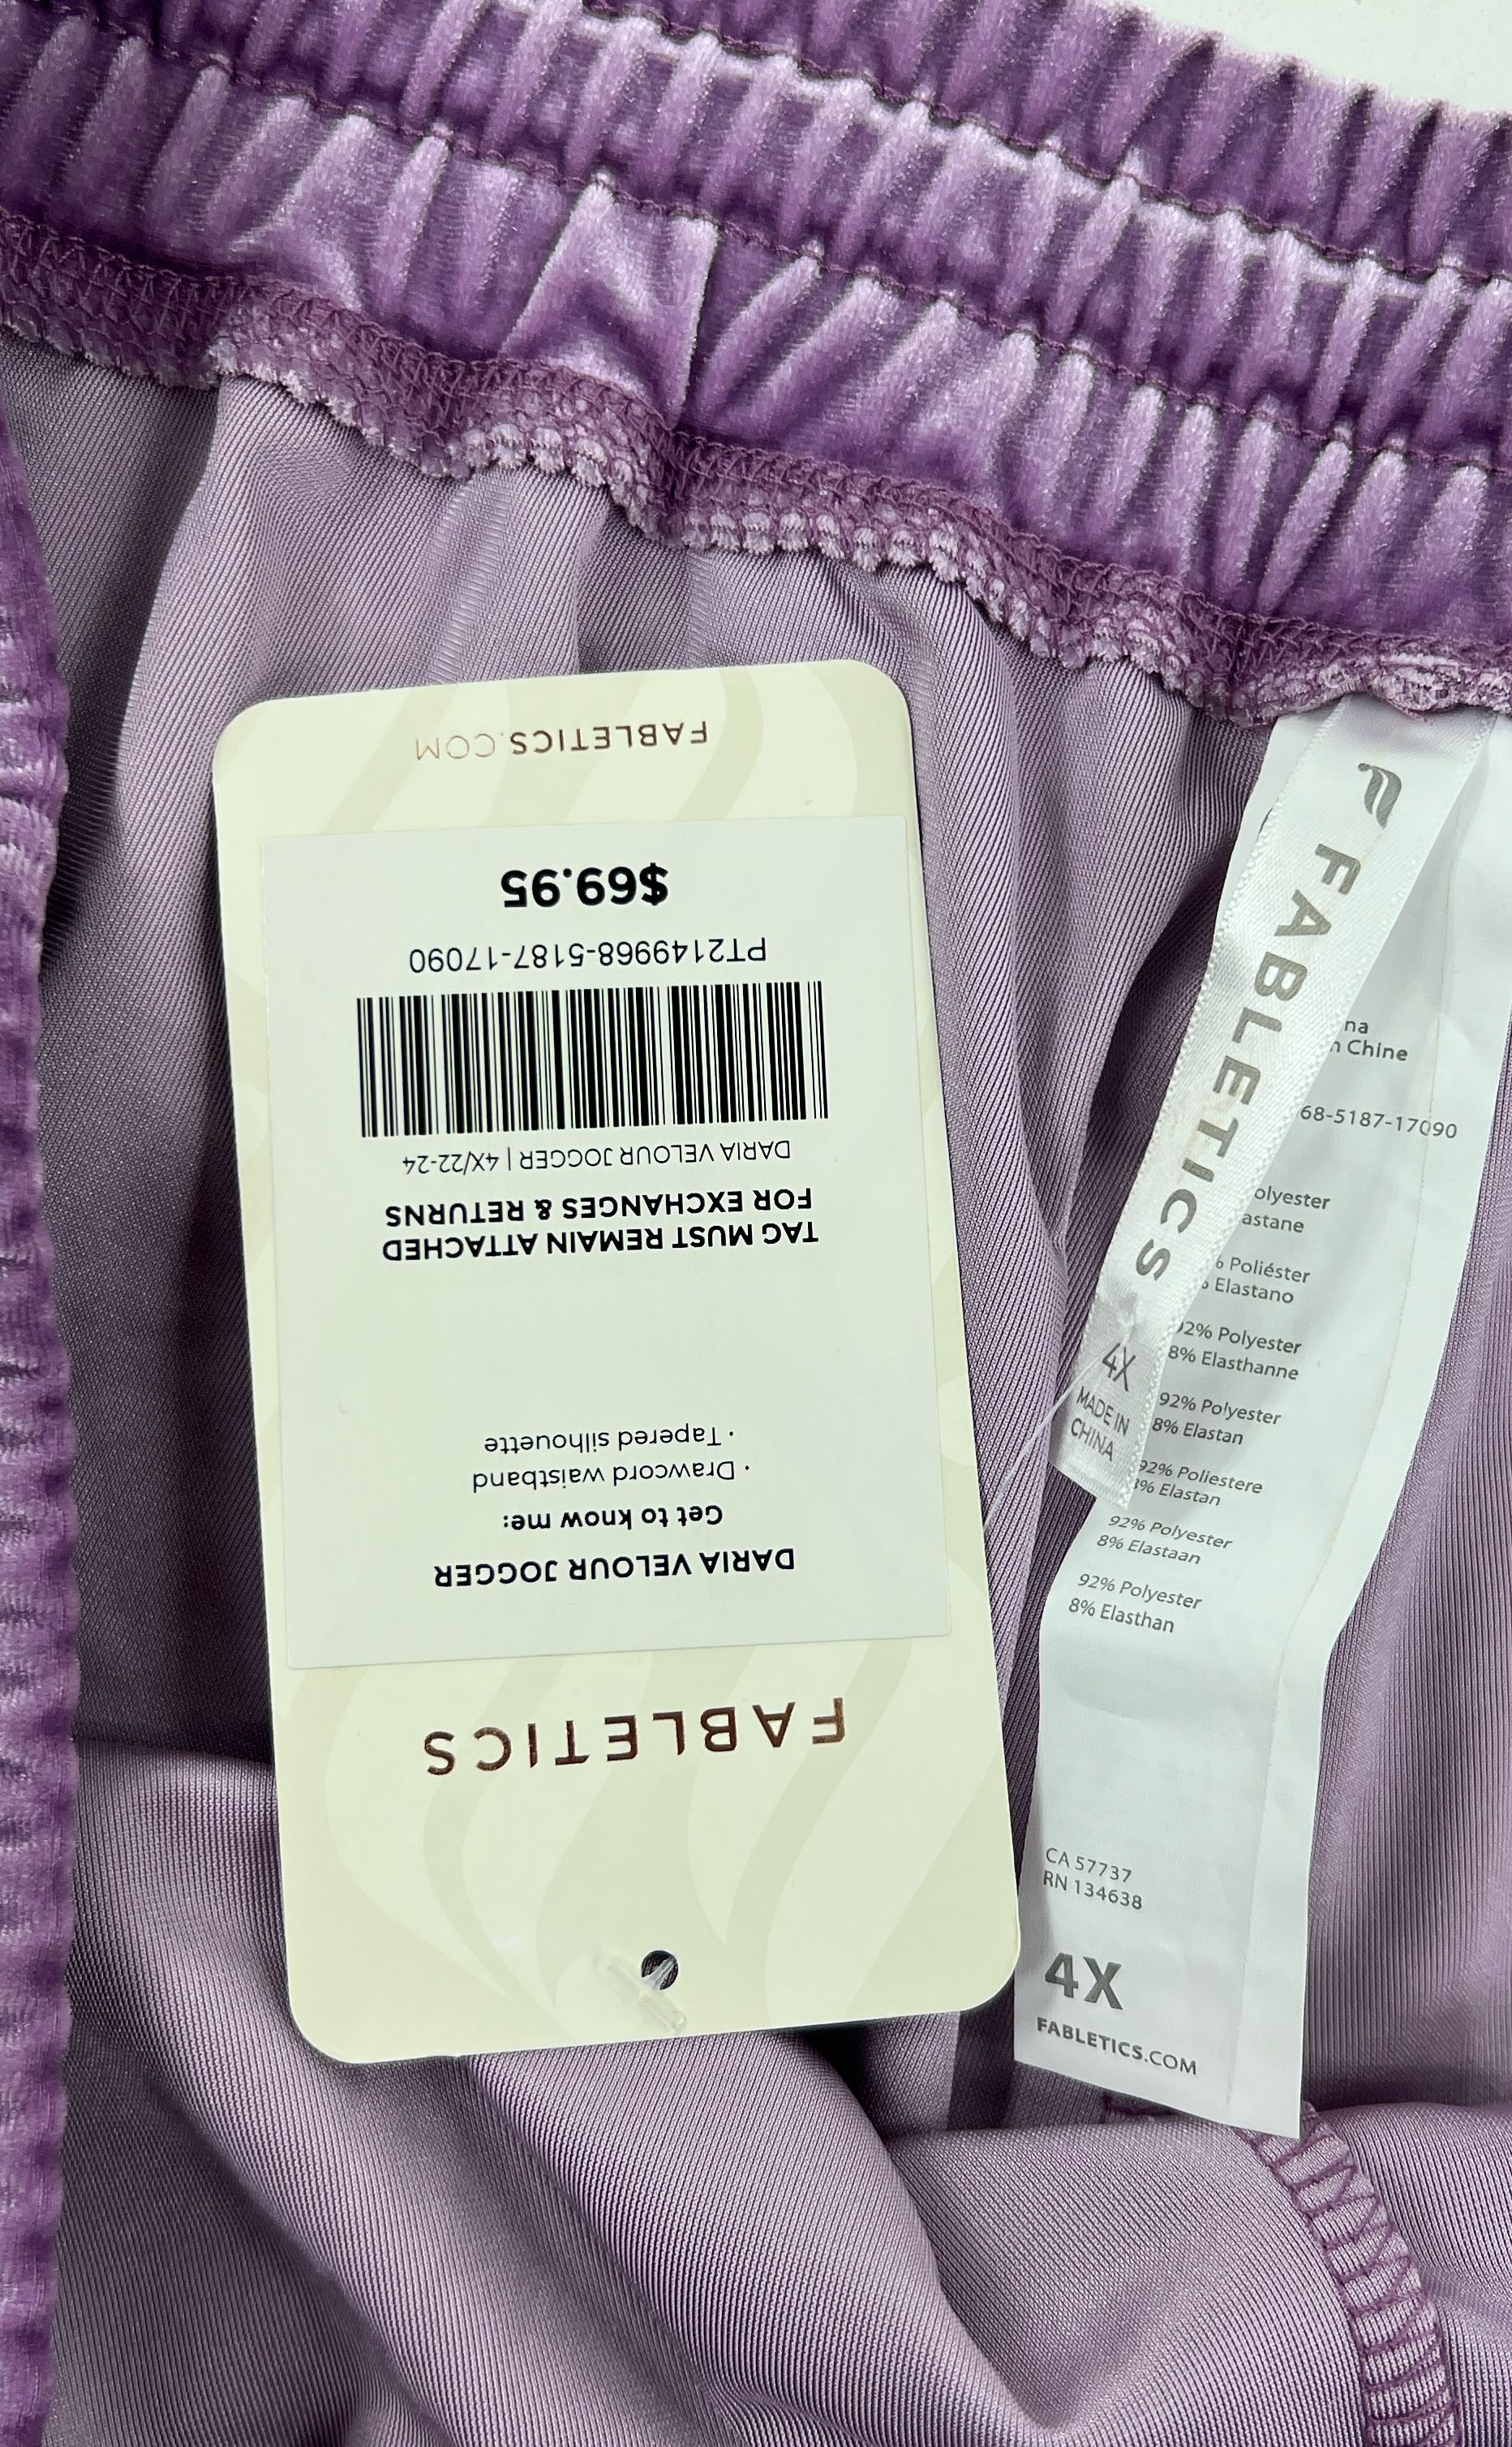 FABLETICS
DARIA VELOUR JOGGER
Get to know me:
· Drawcord waistband
· Tapered silhouette
TAG MUST REMAIN ATTACHED
FOR EXCHANGES & RETURNS
DARIA VELOUR JOGGER | 4X/22-24
PT2149968-5187-17090
$69.95
FABLETICS.COM
FABLETICS
4X
MADE IN
CHINA
na
n Chine
68-5187-17090
olyester
astane
% Poliéster
% Elastano
92% Polyester
8% Elasthanne
92% Polyester
8% Elastan
92% Poliestere
8% Elastan
92% Polyester
8% Elastaan
92% Polyester
8% Elasthan
CA 57737
RN 134638
4X
FABLETICS.COM